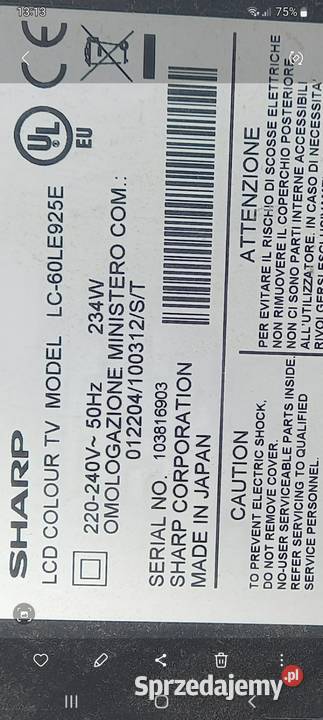 13:13
75%
SHARP
LCD COLOUR TV MODEL LC-60LE925E
220-240V~ 50Hz 234W
OMOLOGAZIONE MINISTERO COM.:
012204/100312/S/T
SERIAL NO. 103816903
SHARP CORPORATION
MADE IN JAPAN
UL
EU
CE
CAUTION
TO PREVENT ELECTRIC SHOCK,
DO NOT REMOVE COVER.
NO-USER SERVICEABLE PARTS INSIDE.
REFER SERVICING TO QUALIFIED
SERVICE PERSONNEL.
ATTENZIONE
PER EVITARE IL RISCHIO DI SCOSSE ELETTRICHE
NON RIMUOVERE IL COPERCHIO POSTERIORE.
NON CI SONO PARTI INTERNE ACCESSIBILI
ALL'UTILIZZATORE. IN CASO DI NECESSITA'
Sprzedajemy.pl